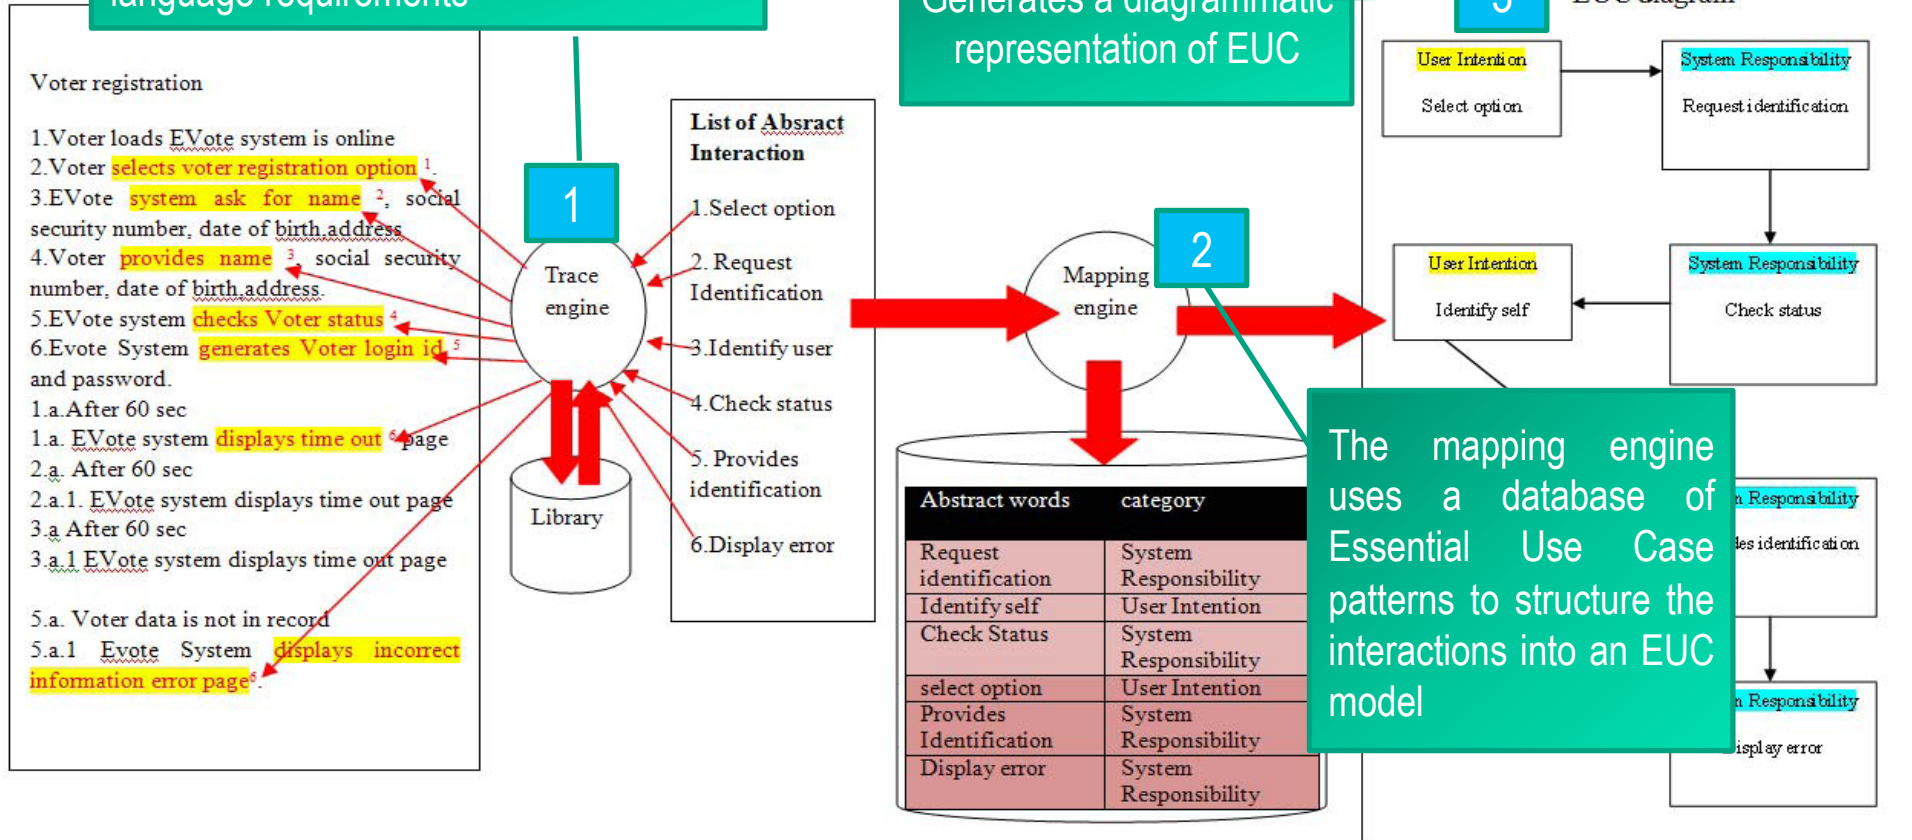 language requirements
Generates a diagrammatic
representation of EUC
Voter registration
1.Voter loads EVote system is online
2.Voter selects voter registration option 1.
3.EVote system ask for name 2, social
security number, date of birth,address
4.Voter provides name 3, social security
number, date of birth,address.
5.EVote system checks Voter status 4
6.Evote System generates Voter login id 5
and password.
1.a.After 60 sec
1.a. EVote system displays time out 6 page
2.a. After 60 sec
2.a.1. EVote system displays time out page
3.a After 60 sec
3.a.1 EVote system displays time out page
5.a. Voter data is not in record
5.a.1 Evote System displays incorrect
information error page6.
1
Trace
engine
Library
List of Absract
Interaction
1.Select option
2. Request
Identification
3.Identify user
4.Check status
5. Provides
identification
6.Display error
2
Mapping
engine
Abstract words category
Request identification System Responsibility
Identify self User Intention
Check Status System Responsibility
select option User Intention
Provides Identification System Responsibility
Display error System Responsibility
The mapping engine
uses a database of
Essential Use Case
patterns to structure the
interactions into an EUC
model
User Intention
Select option
System Responsibility
Request identification
User Intention
Identify self
System Responsibility
Check status
Responsibility
identification
Responsibility
error